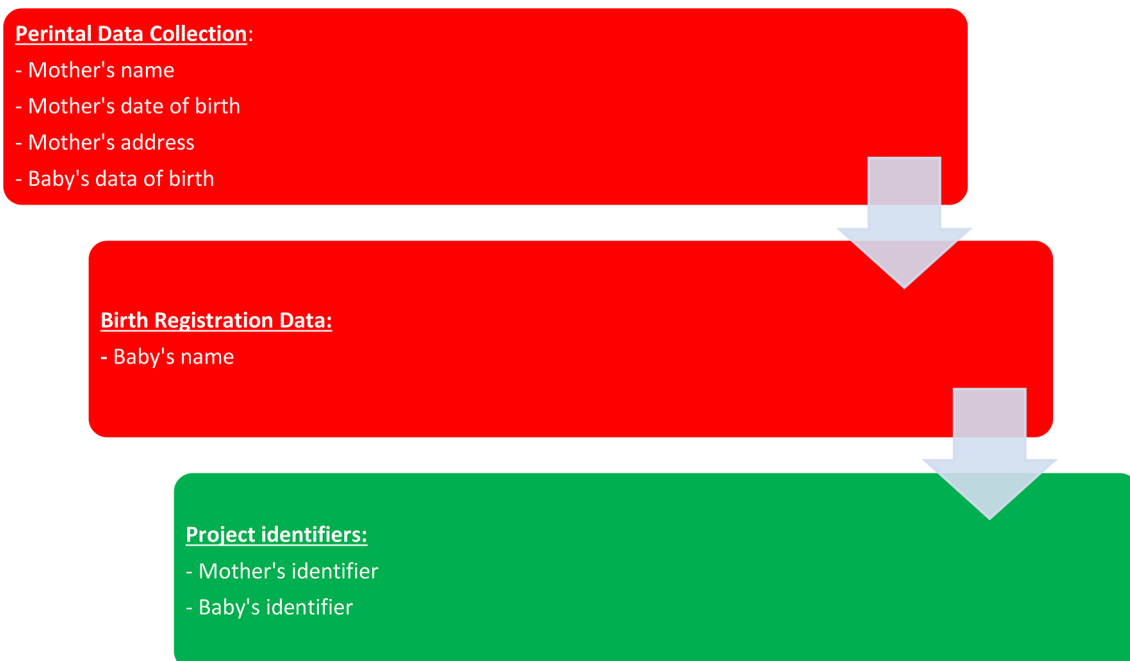 Perintal Data Collection:
- Mother's name
- Mother's date of birth
- Mother's address
- Baby's data of birth
Birth Registration Data:
- Baby's name
Project identifiers:
- Mother's identifier
- Baby's identifier